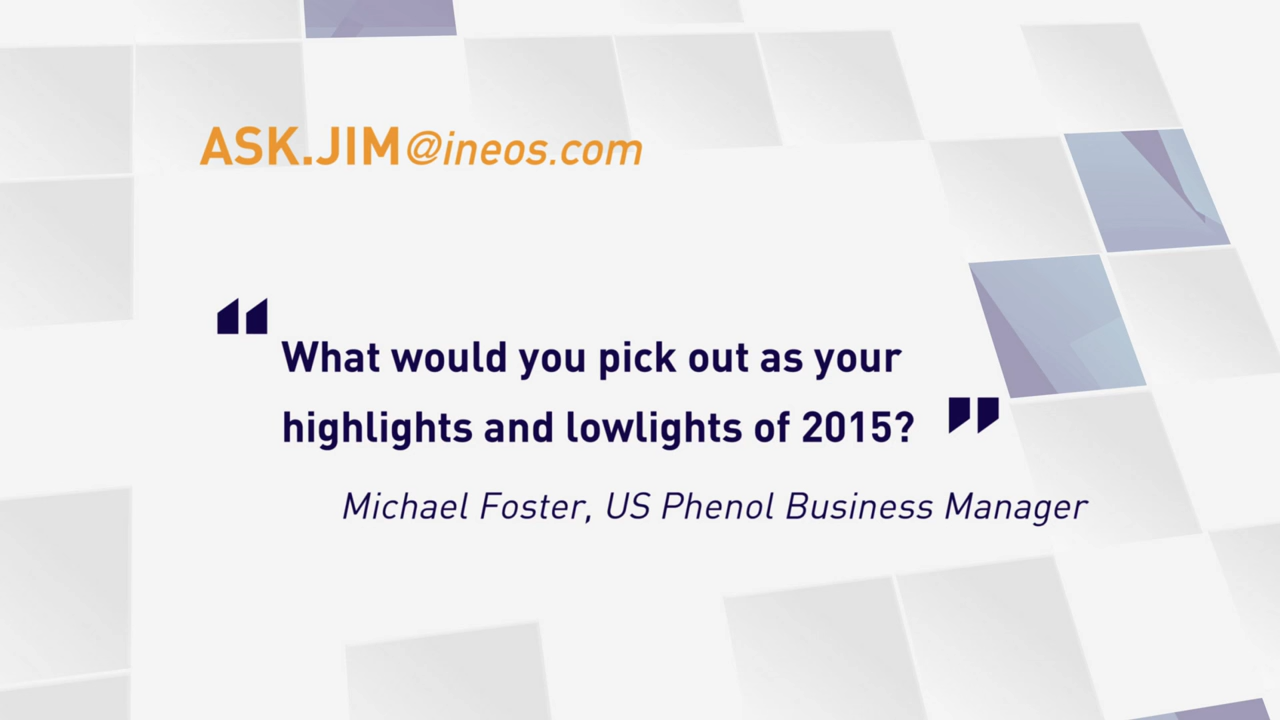 ASK.JIM@ineos.com
“What would you pick out as your
highlights and lowlights of 2015?”
Michael Foster, US Phenol Business Manager